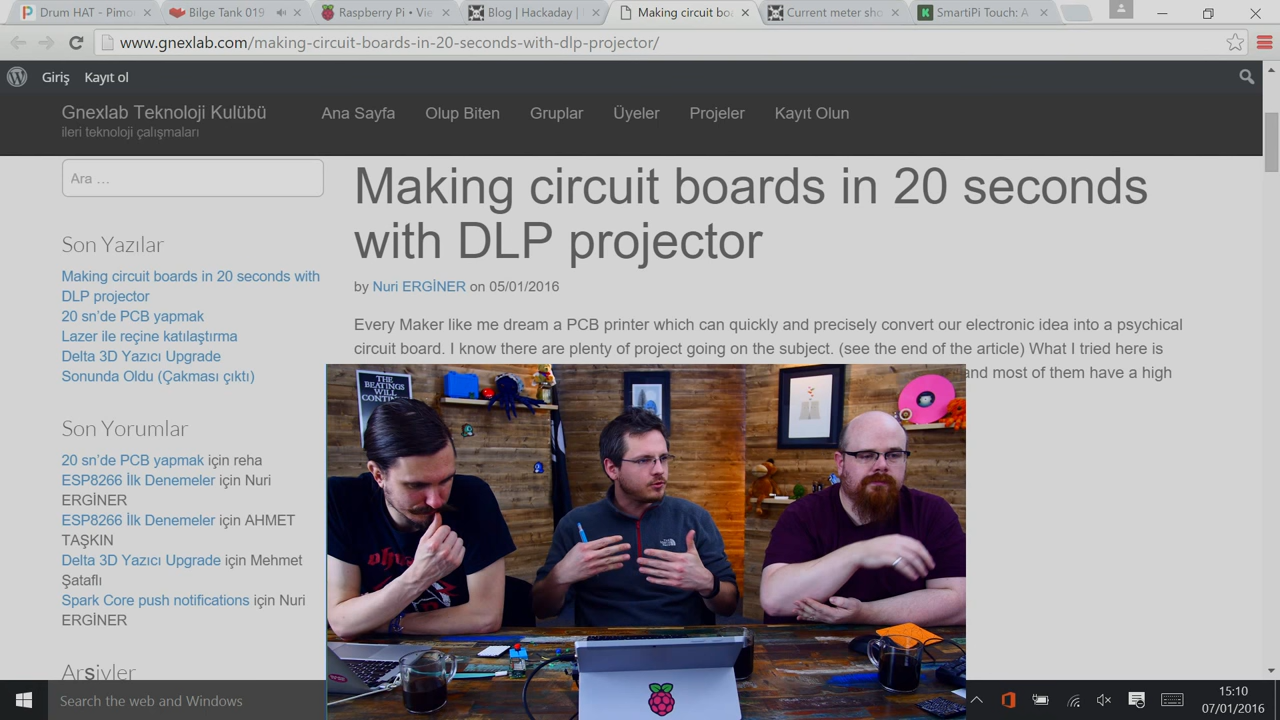 Drum HAT - Pimo
Bilge Tank 019
Raspberry Pi • Vie
Blog | Hackaday |
Making circuit bo
Current meter sho
SmartiPi Touch: A
www.gnexlab.com/making-circuit-boards-in-20-seconds-with-dlp-projector/
Giriş Kayıt ol
Gnexlab Teknoloji Kulübü
ileri teknoloji çalışmaları
Ana Sayfa Olup Biten Gruplar Üyeler Projeler Kayıt Olun
Ara …
Son Yazılar
Making circuit boards in 20 seconds with
DLP projector
20 sn'de PCB yapmak
Lazer ile reçine katılaştırma
Delta 3D Yazıcı Upgrade
Sonunda Oldu (Çakması çıktı)
Son Yorumlar
20 sn'de PCB yapmak için reha
ESP8266 İlk Denemeler için Nuri
ERGİNER
ESP8266 İlk Denemeler için AHMET
TAŞKIN
Delta 3D Yazıcı Upgrade için Mehmet
Şataflı
Spark Core push notifications için Nuri
ERGİNER
Arşivler
Making circuit boards in 20 seconds
with DLP projector
by Nuri ERGİNER on 05/01/2016
Every Maker like me dream a PCB printer which can quickly and precisely convert our electronic idea into a psychical
circuit board. I know there are plenty of project going on the subject. (see the end of the article) What I tried here is
and most of them have a high
THE
BEATINGS
WILL
Search the web and Windows
15:10
07/01/2016